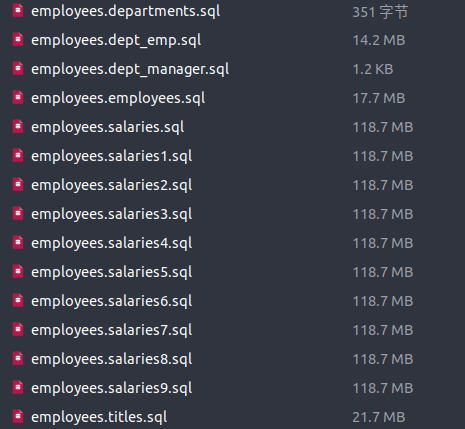 employees.departments.sql 351 字节
employees.dept_emp.sql 14.2 MB
employees.dept_manager.sql 1.2 KB
employees.employees.sql 17.7 MB
employees.salaries.sql 118.7 MB
employees.salaries1.sql 118.7 MB
employees.salaries2.sql 118.7 MB
employees.salaries3.sql 118.7 MB
employees.salaries4.sql 118.7 MB
employees.salaries5.sql 118.7 MB
employees.salaries6.sql 118.7 MB
employees.salaries7.sql 118.7 MB
employees.salaries8.sql 118.7 MB
employees.salaries9.sql 118.7 MB
employees.titles.sql 21.7 MB